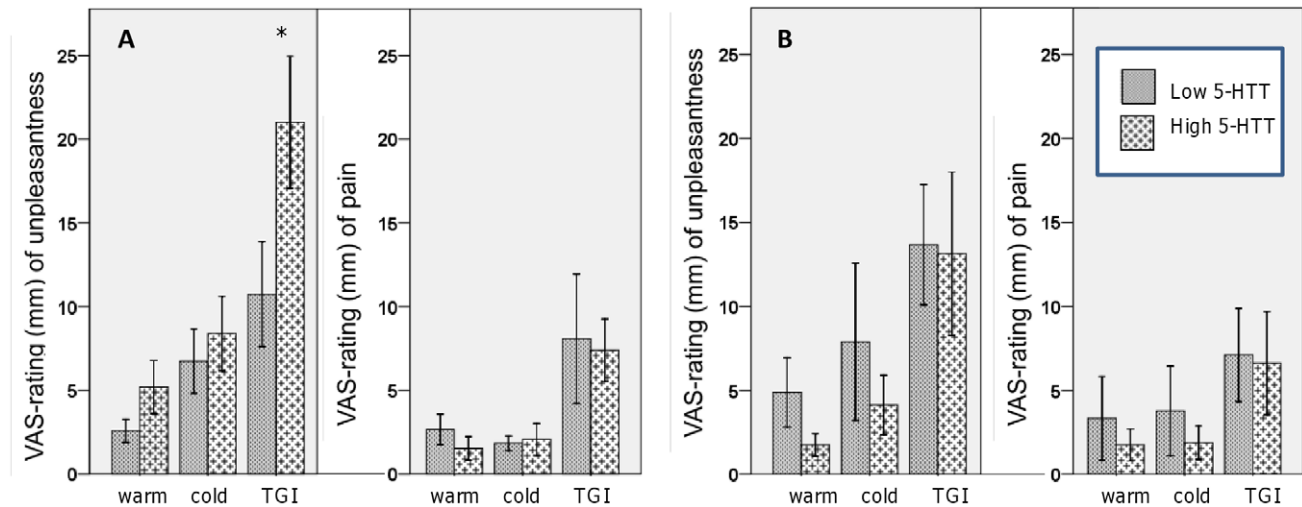 A
*
VAS-rating (mm) of unpleasantness
25
20
15
10
5
0
warm cold TGI
VAS-rating (mm) of pain
25
20
15
10
5
0
warm cold TGI
B
VAS-rating (mm) of unpleasantness
25
20
15
10
5
0
warm cold TGI
VAS-rating (mm) of pain
25
20
15
10
5
0
warm cold TGI
Low 5-HTT
High 5-HTT